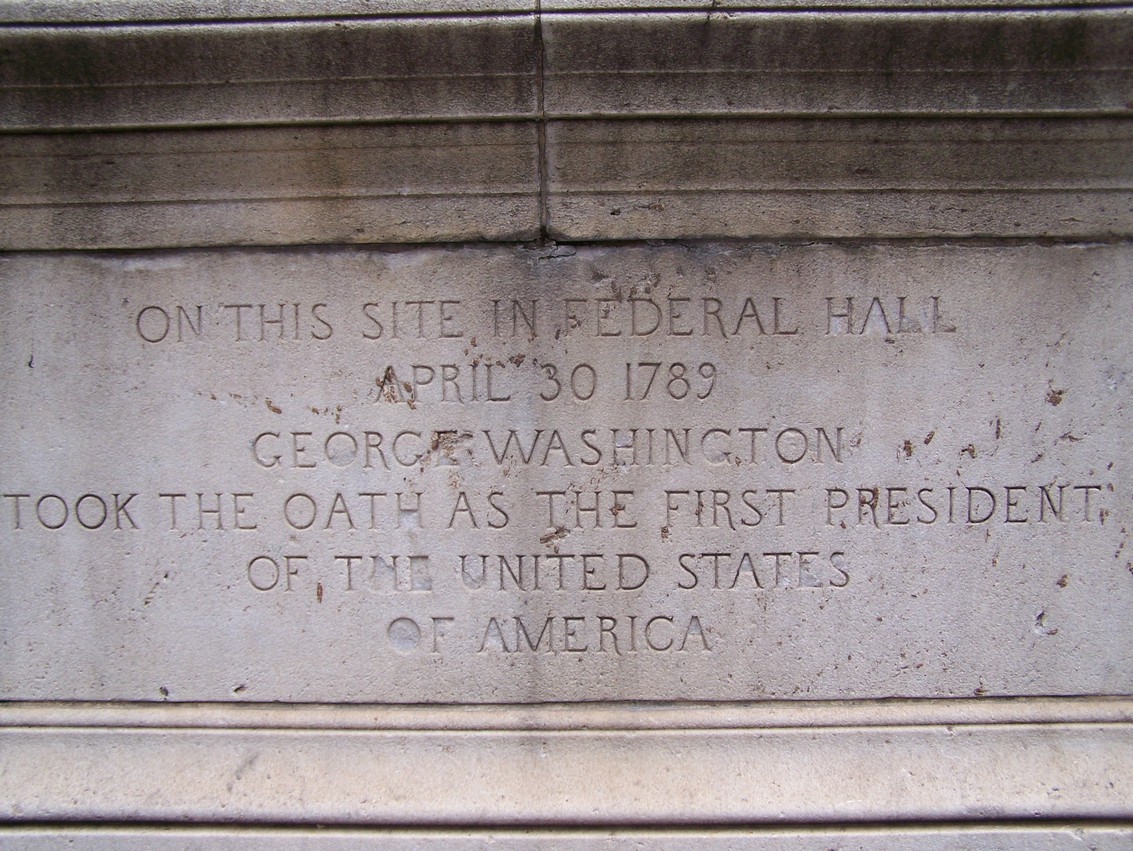 ON THIS SITE IN FEDERAL HALL
APRIL 30 1789
GEORGE WASHINGTON
TOOK THE OATH AS THE FIRST PRESIDENT
OF THE UNITED STATES
OF AMERICA